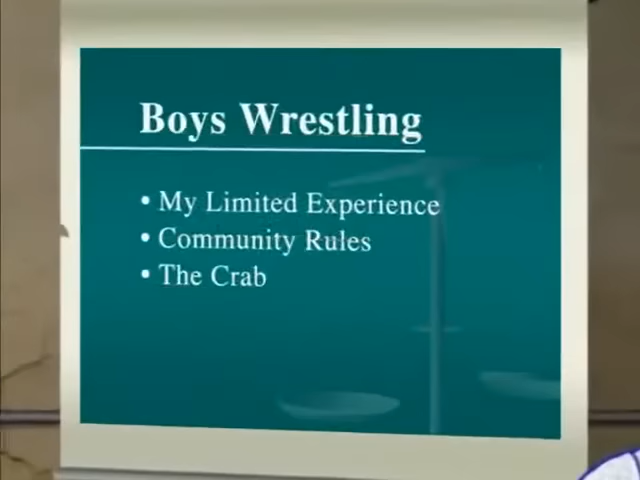 Boys Wrestling
• My Limited Experience
• Community Rules
• The Crab